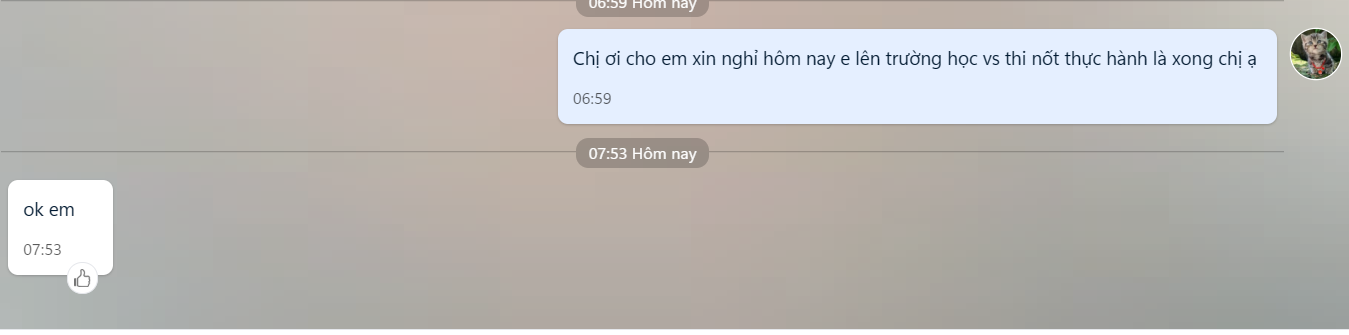 06:59 Hôm nay
Chị ơi cho em xin nghỉ hôm nay e lên trường học vs thi nốt thực hành là xong chị ạ
06:59
07:53 Hôm nay
ok em
07:53